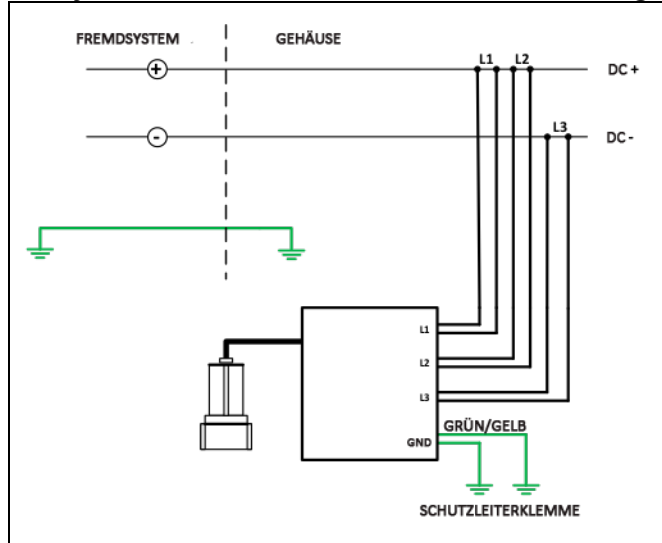 FREMDSYSTEM
GEHÄUSE
L1
L2
DC +
+
L3
-
DC -
L1
L2
L3
GRÜN/GELB
GND
SCHUTZLEITERKLEMME